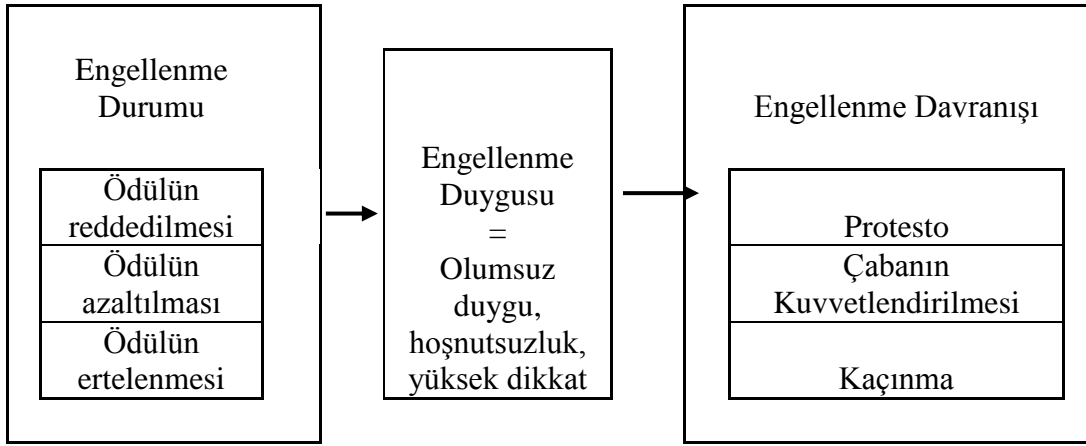 Engellenme
Durumu
Ödülün
reddedilmesi
Ödülün
azaltılması
Ödülün
ertelenmesi
Engellenme
Duygusu
=
Olumsuz
duygu,
hoşnutsuzluk,
yüksek dikkat
Engellenme Davranışı
Protesto
Çabanın
Kuvvetlendirilmesi
Kaçınma